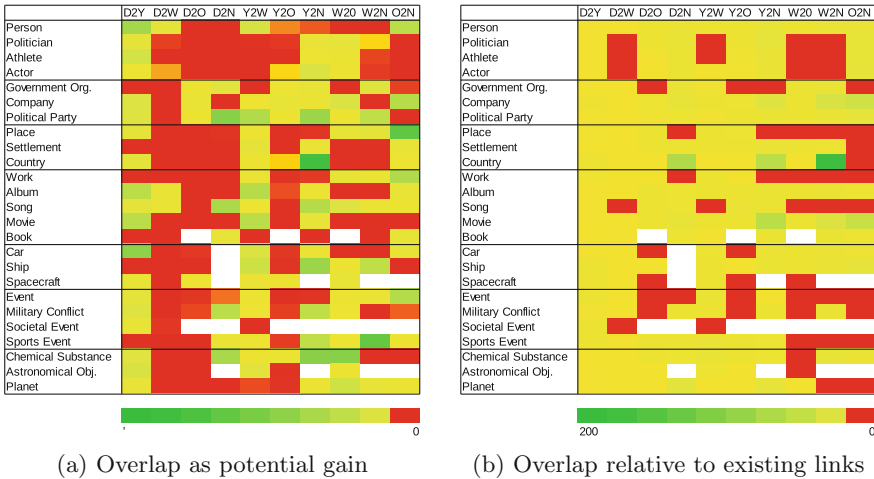 D2Y D2W D2O D2N Y2W Y2O Y2N W20 W2N O2N
Person
Politician
Athlete
Actor
Government Org.
Company
Political Party
Place
Settlement
Country
Work
Album
Song
Movie
Book
Car
Ship
Spacecraft
Event
Military Conflict
Societal Event
Sports Event
Chemical Substance
Astronomical Obj.
Planet
' 0
(a) Overlap as potential gain
D2Y D2W D2O D2N Y2W Y2O Y2N W20 W2N O2N
Person
Politician
Athlete
Actor
Government Org.
Company
Political Party
Place
Settlement
Country
Work
Album
Song
Movie
Book
Car
Ship
Spacecraft
Event
Military Conflict
Societal Event
Sports Event
Chemical Substance
Astronomical Obj.
Planet
200 0
(b) Overlap relative to existing links